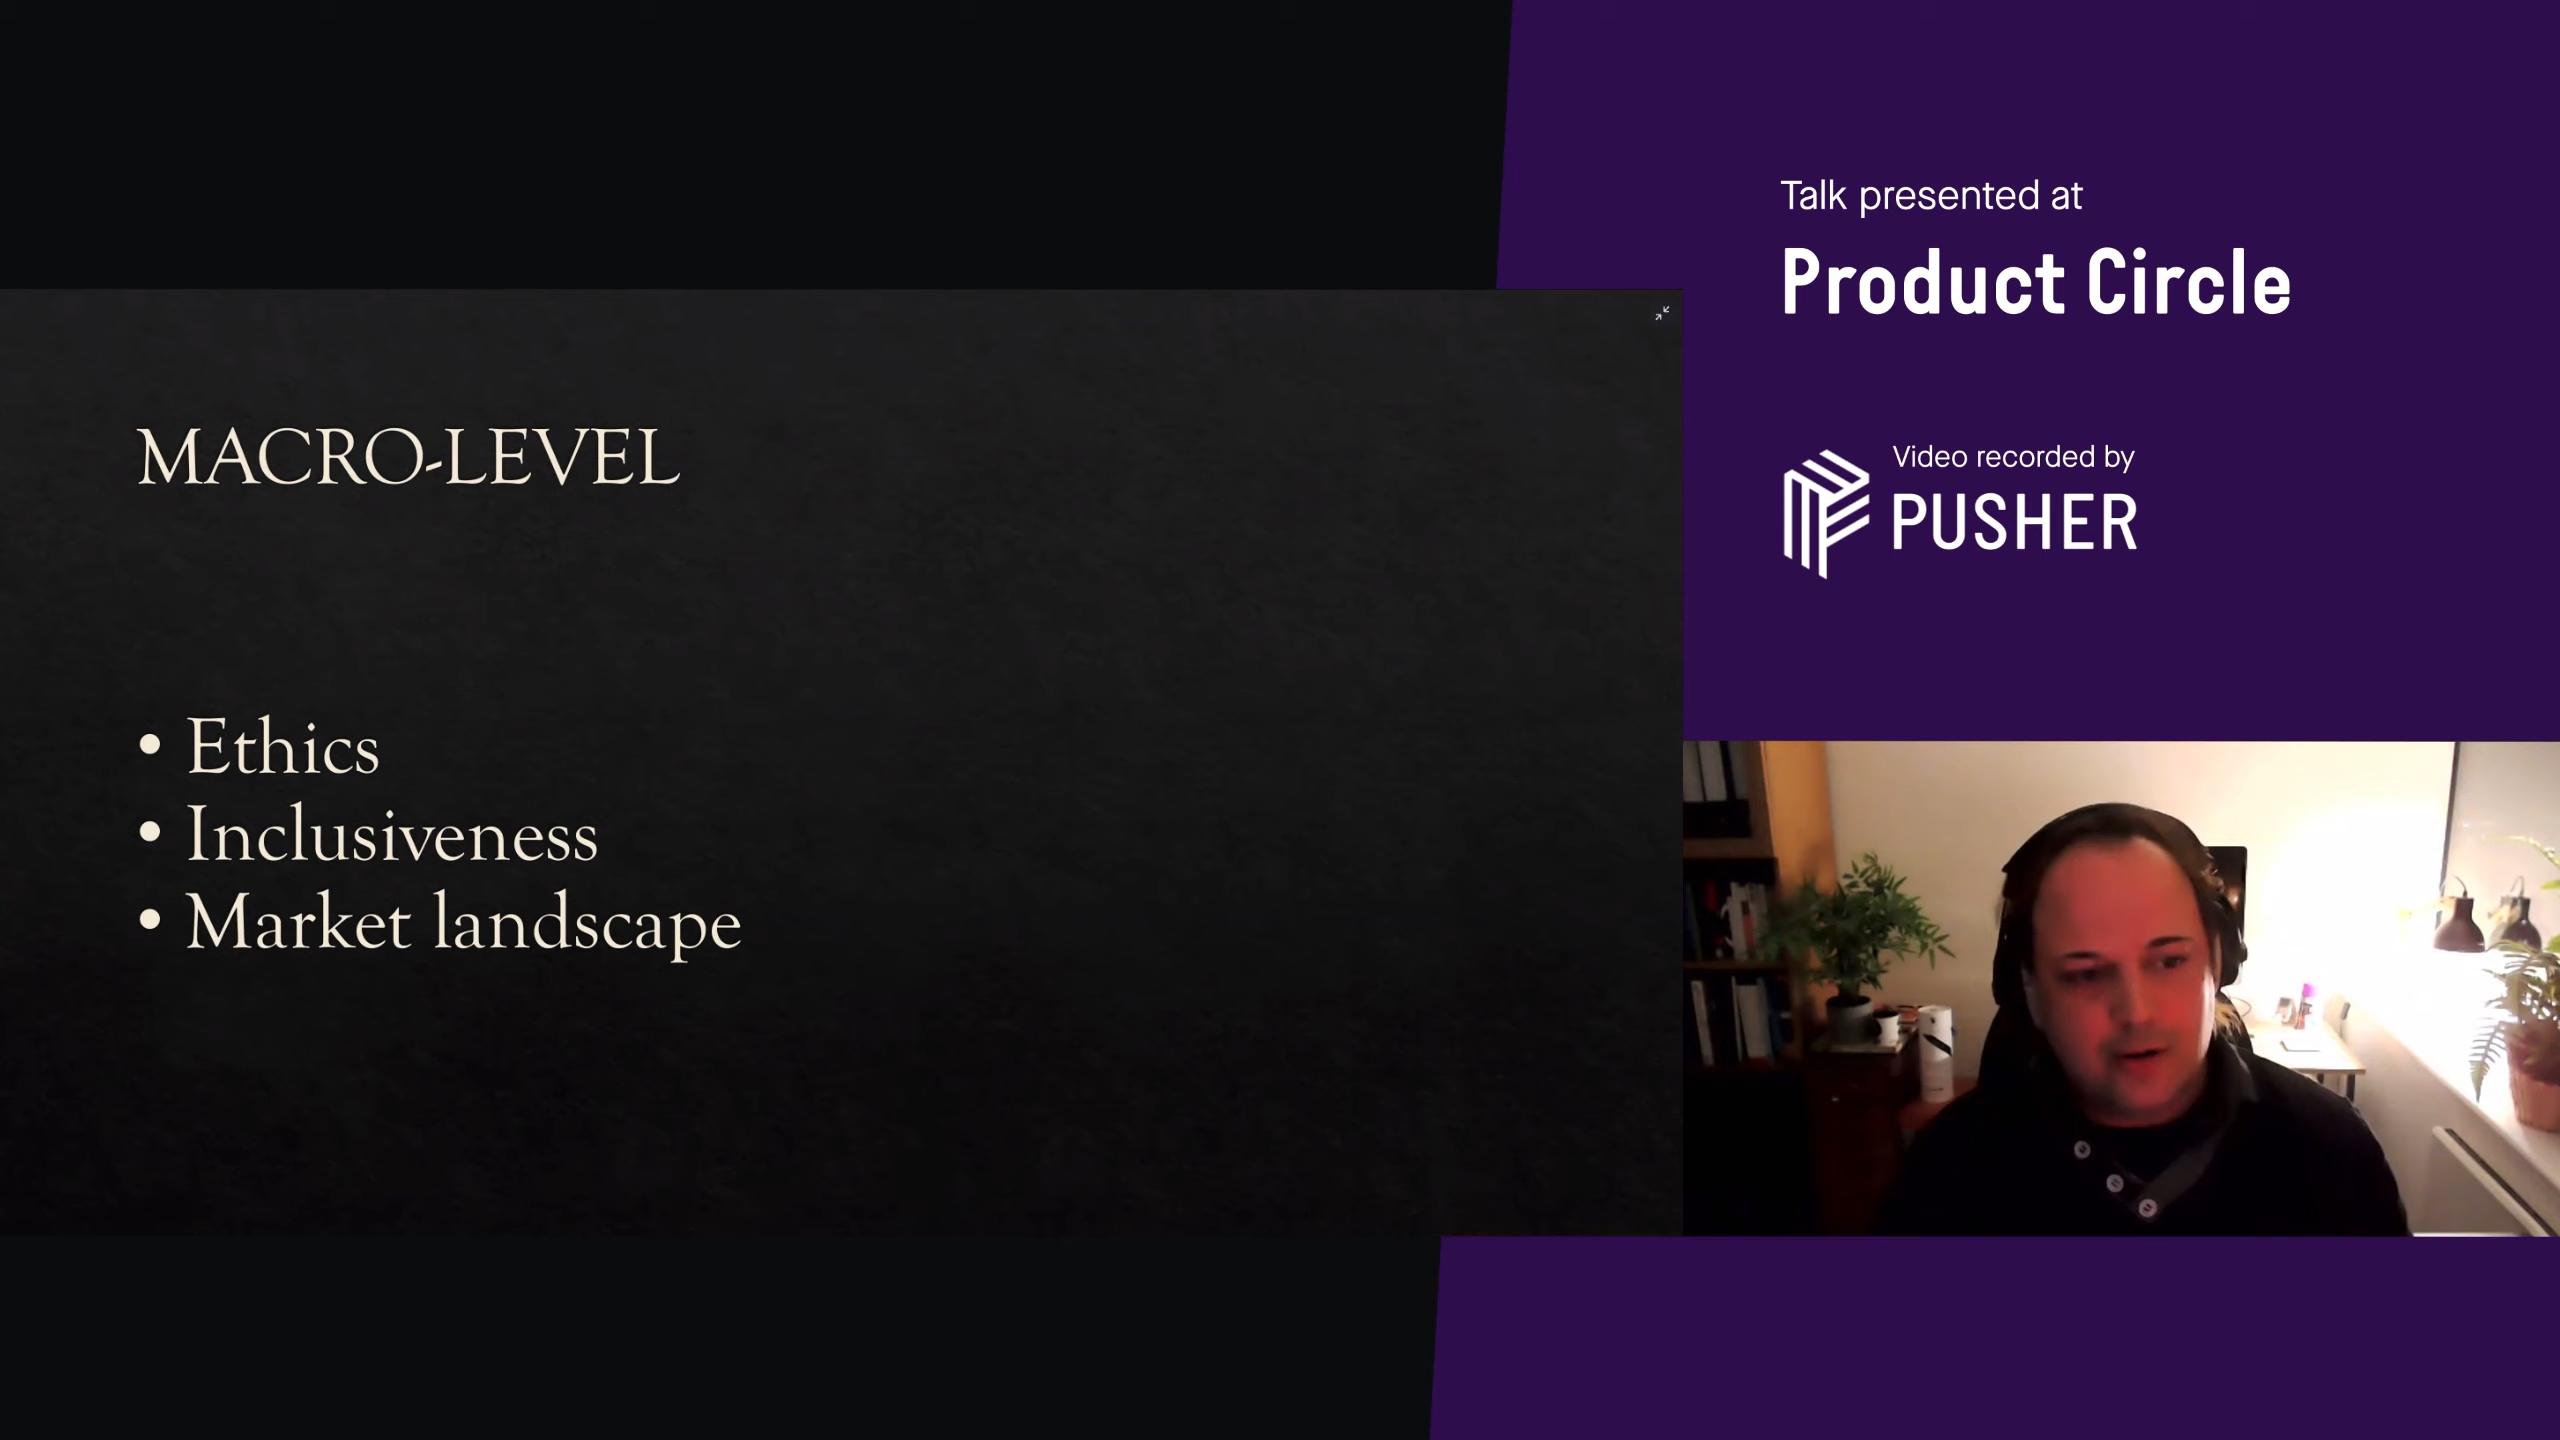 MACRO-LEVEL
• Ethics
• Inclusiveness
• Market landscape
Talk presented at
Product Circle
Video recorded by
PUSHER